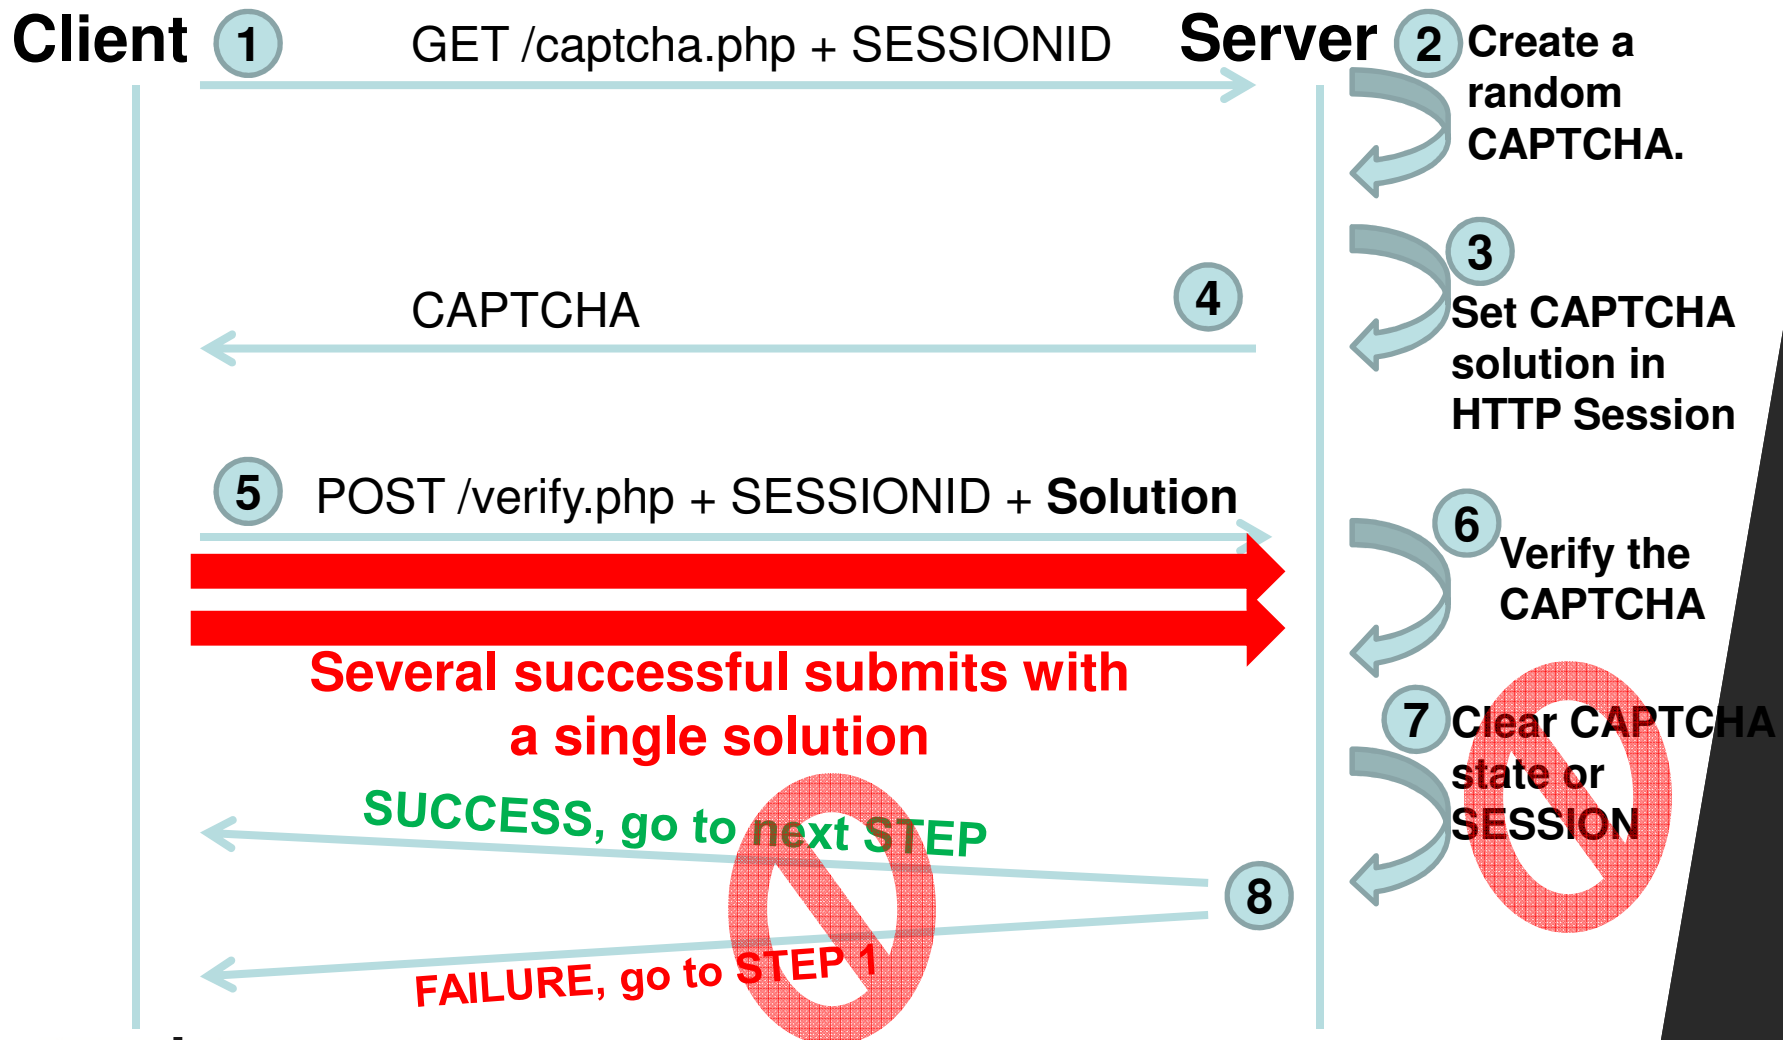 Client
1
GET /captcha.php + SESSIONID
Server
2
Create a
random
CAPTCHA.
3
Set CAPTCHA
solution in
HTTP Session
4
CAPTCHA
5
POST /verify.php + SESSIONID + Solution
6
Verify the
CAPTCHA
Several successful submits with
a single solution
7
Clear CAPTCHA
state or
SESSION
SUCCESS, go to next STEP
8
FAILURE, go to STEP 1